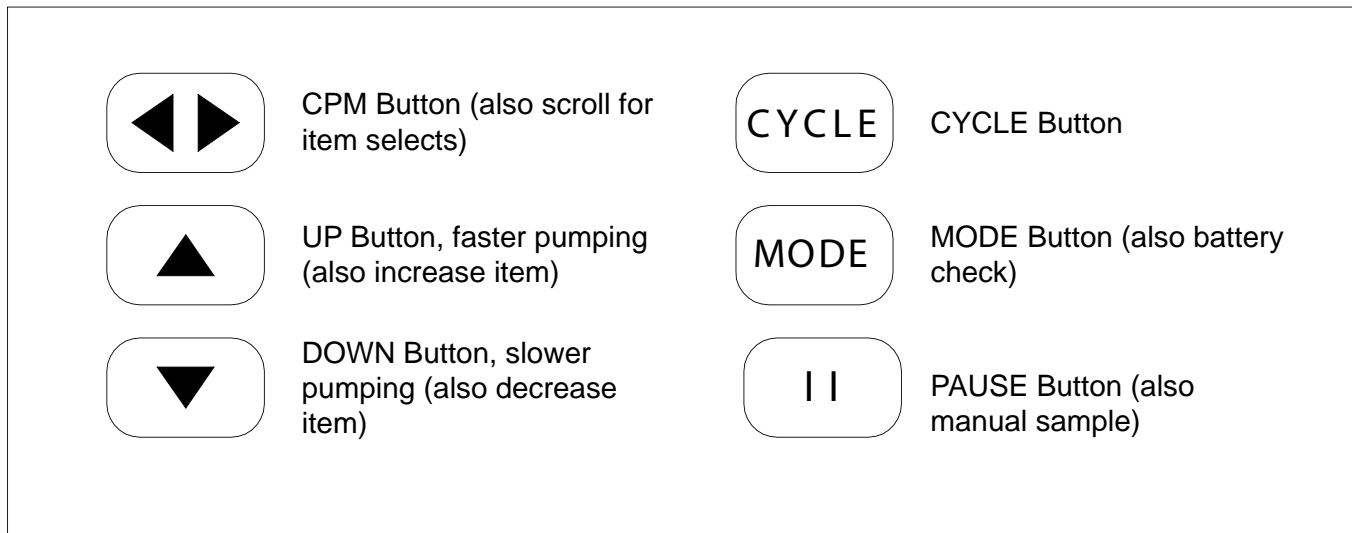 CPM Button (also scroll for
item selects)
UP Button, faster pumping
(also increase item)
DOWN Button, slower
pumping (also decrease
item)
CYCLE
CYCLE Button
MODE
MODE Button (also battery
check)
PAUSE Button (also
manual sample)